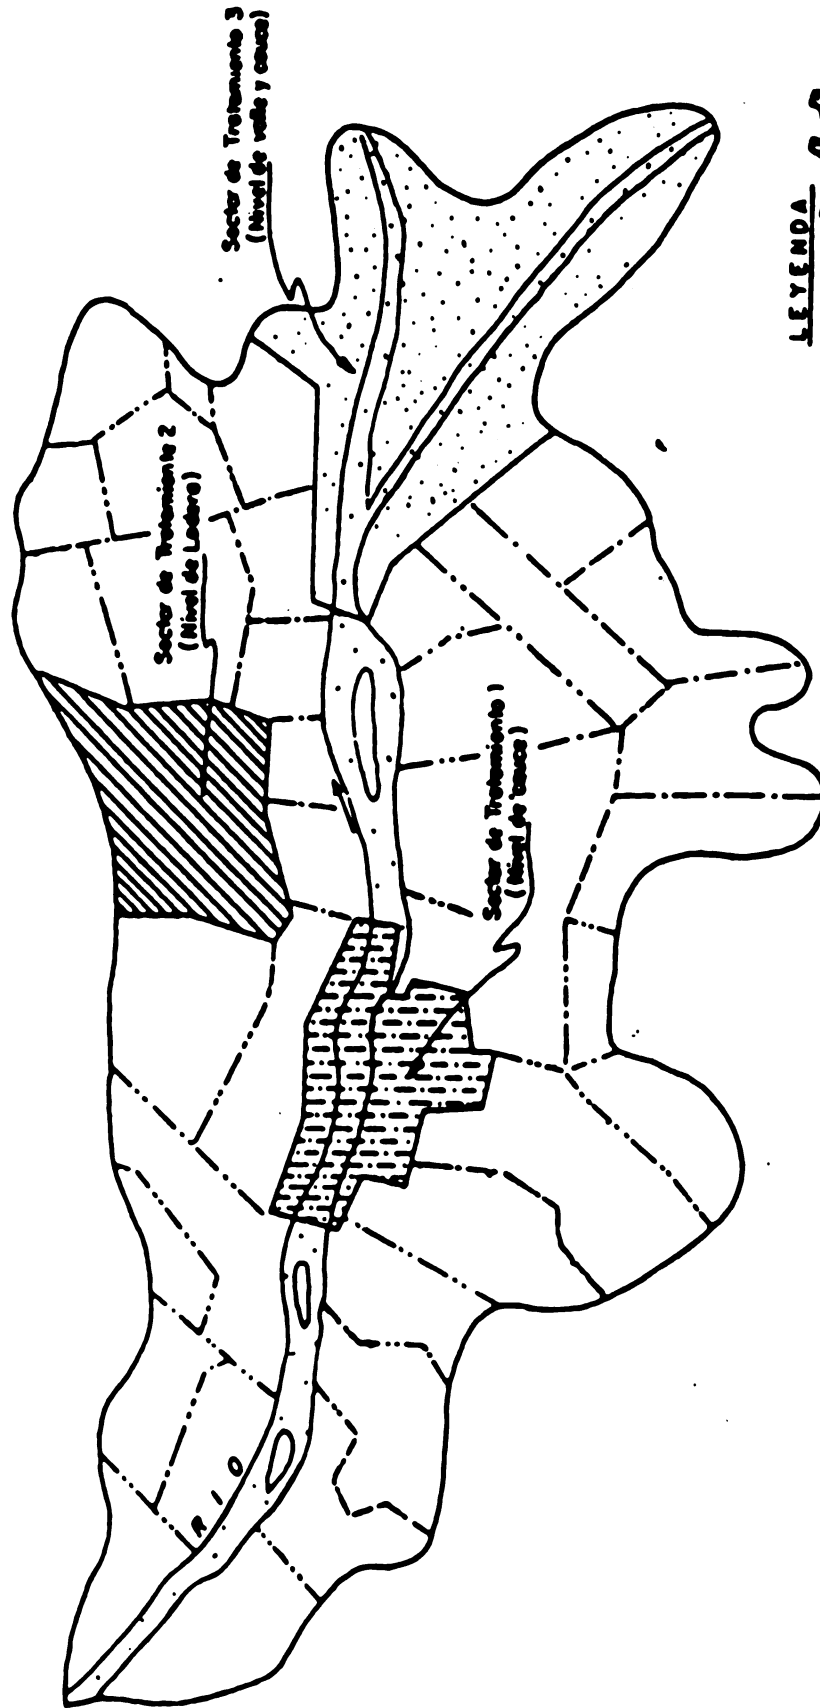 Sector de Tratamiento 3
(Nivel de valle y cauce)
Sector de Tratamiento 2
(Nivel de Ladera)
Sector de Tratamiento 1
(Nivel de cauce)
RIO
LEYENDA